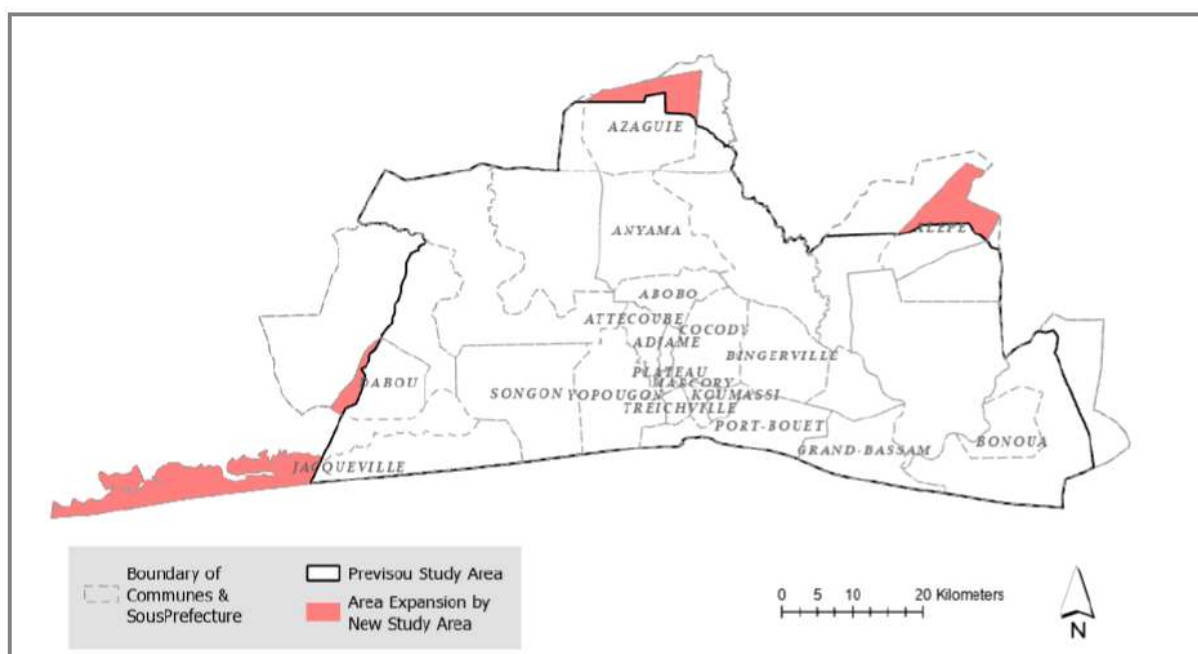 AZAGUIE
ALEPE
ANYAMA
ABOBO
ATTECOUBE
COCODY
ADJAME
BINGERVILLE
PLATEAU
DABOU
MARCORY
SONGON
YOPOUGON
KOUMASSI
TREICHVILLE
PORT-BOUET
BONOUA
GRAND-BASSAM
JACQUEVILLE
Boundary of
Communes &
SousPrefecture
Previsou Study Area
Area Expansion by
New Study Area
0 5 10 20 Kilometers
N